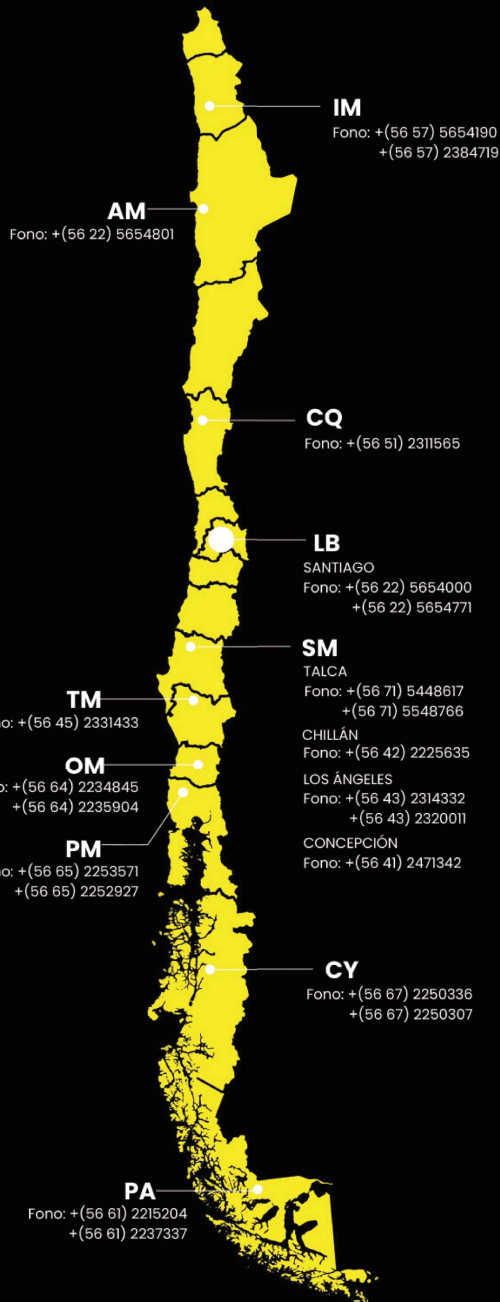 IM
Fono: +(56 57) 5654190
+(56 57) 2384719
AM
Fono: +(56 22) 5654801
CQ
Fono: +(56 51) 2311565
LB
SANTIAGO
Fono: +(56 22) 5654000
+(56 22) 5654771
SM
TALCA
Fono: +(56 71) 5448617
+(56 71) 5548766
CHILLÁN
Fono: +(56 42) 2225635
LOS ÁNGELES
Fono: +(56 43) 2314332
+(56 43) 2320011
CONCEPCIÓN
Fono: +(56 41) 2471342
TM
no: +(56 45) 2331433
OM
o: +(56 64) 2234845
+(56 64) 2235904
PM
no: +(56 65) 2253571
+(56 65) 2252927
CY
Fono: +(56 67) 2250336
+(56 67) 2250307
PA
Fono: +(56 61) 2215204
+(56 61) 2237337